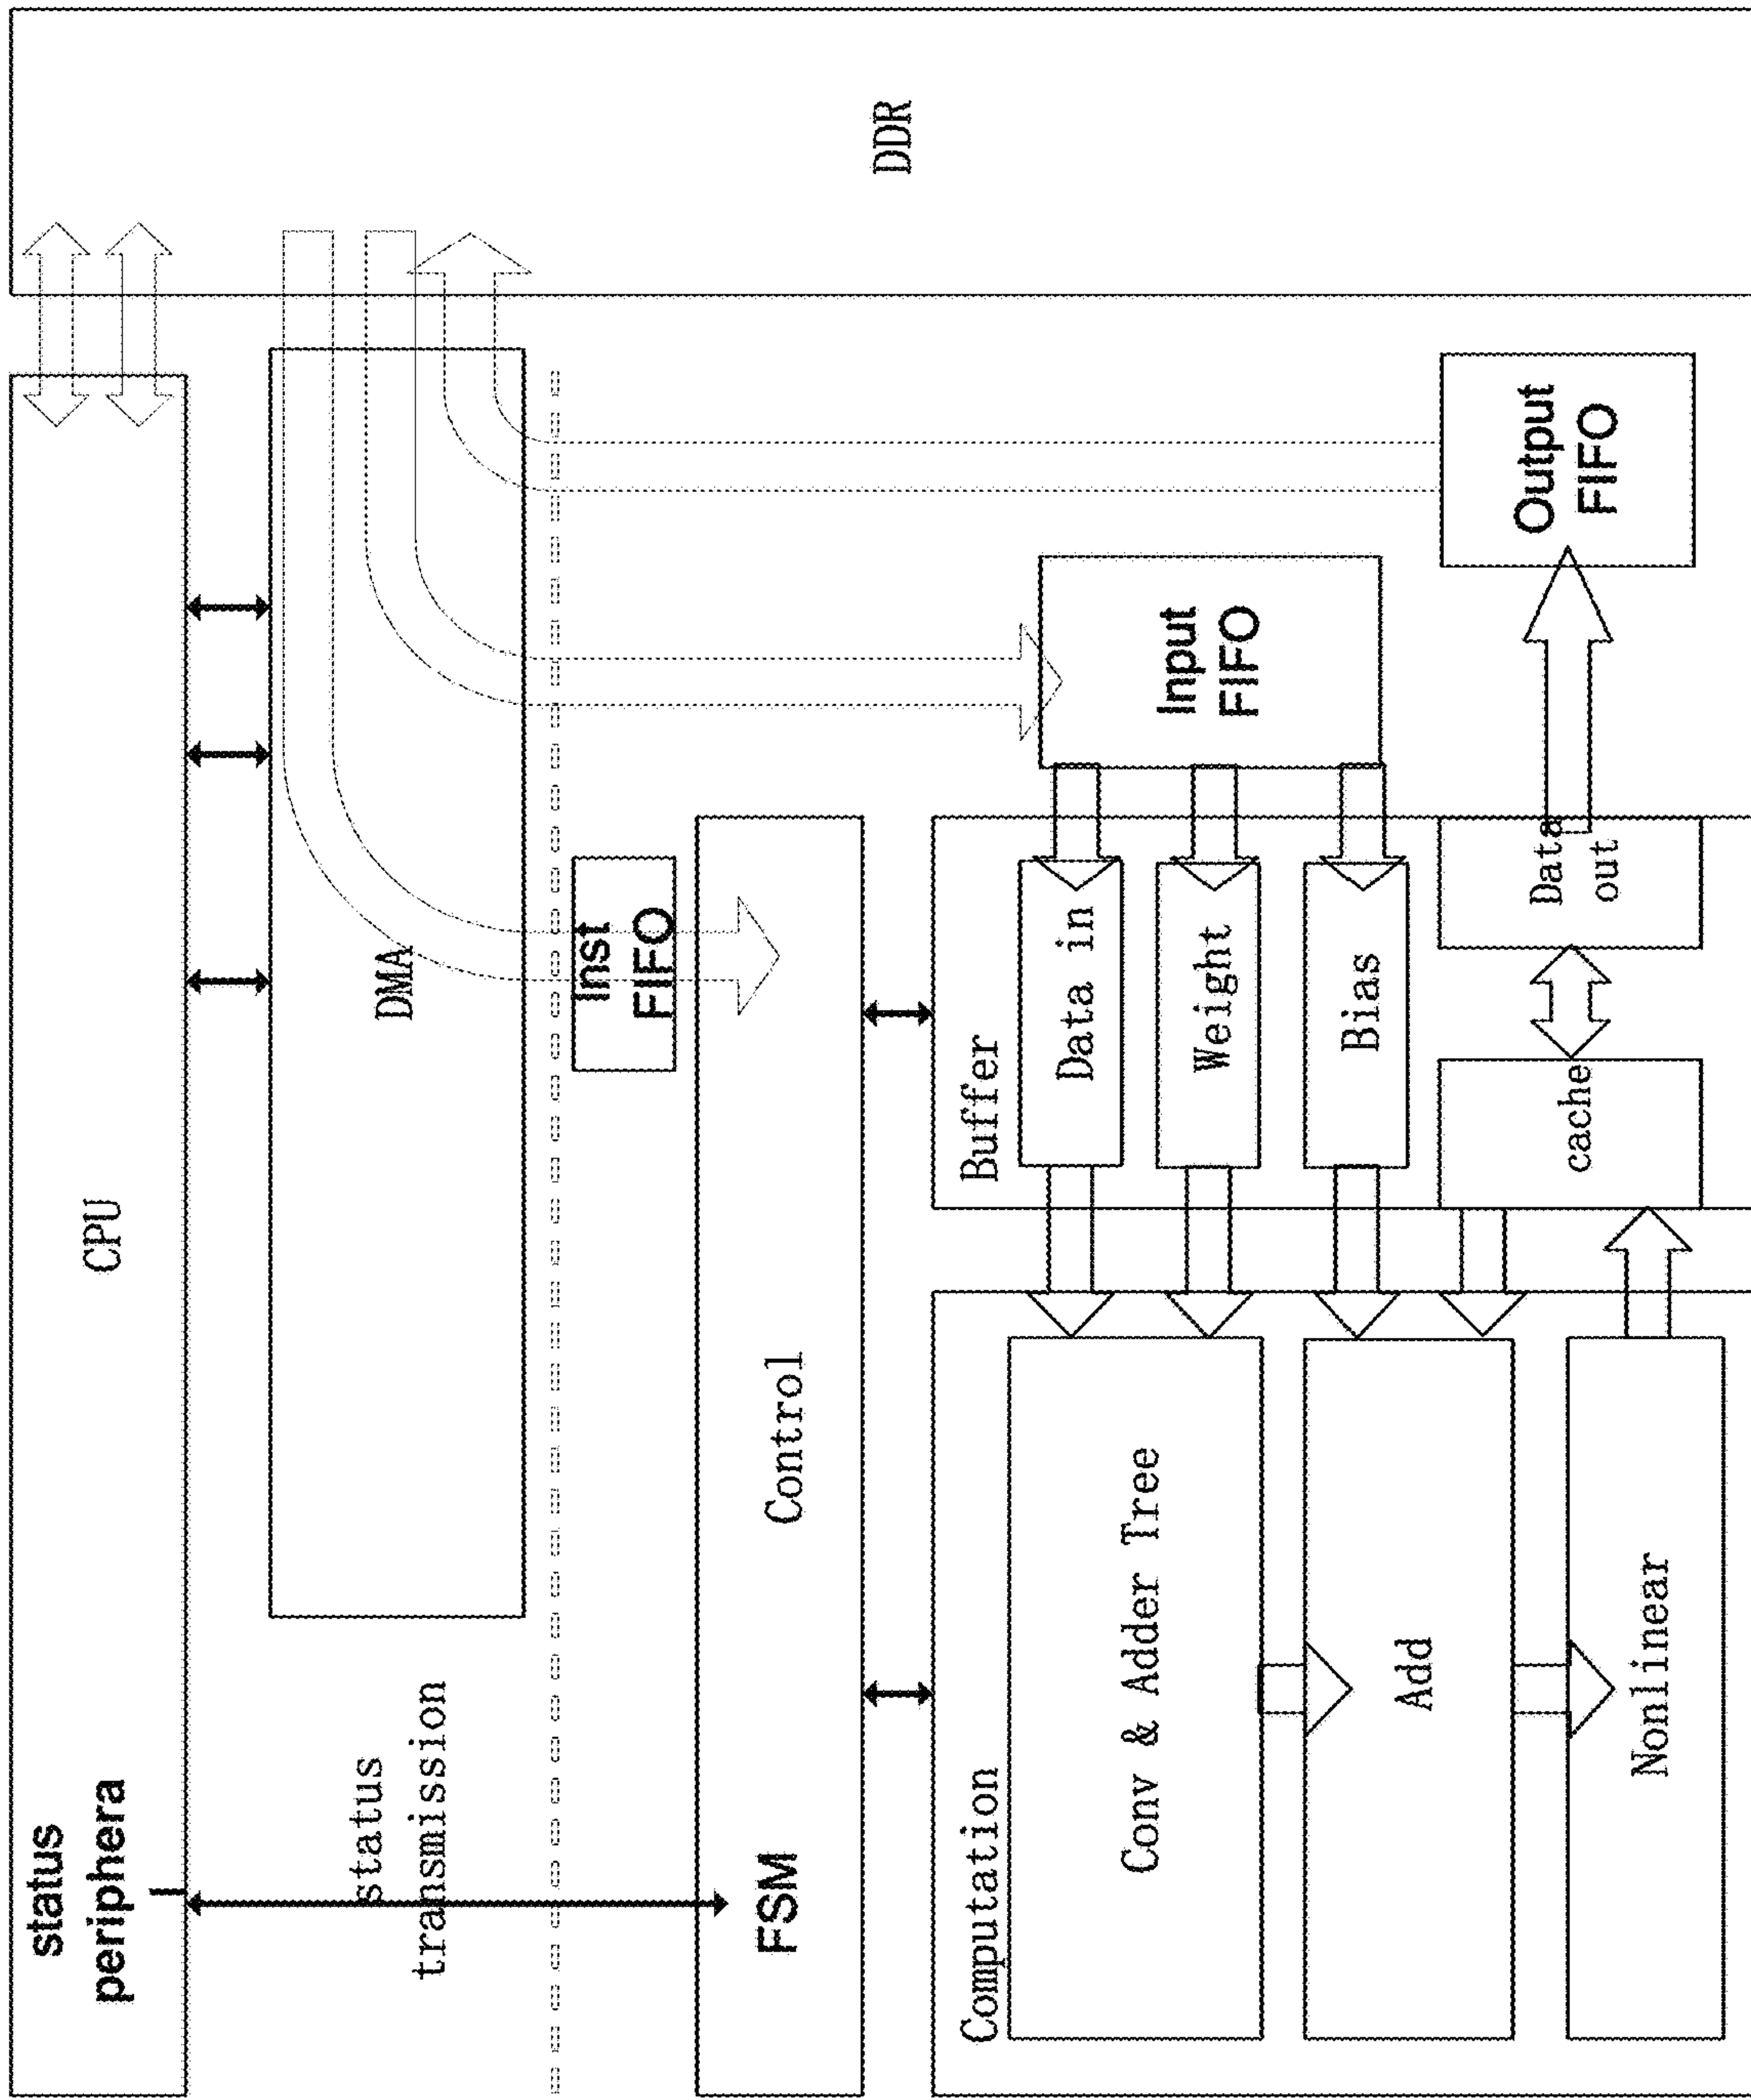 status
periphera
l
CPU
DDR
DMA
status
transmission
Inst
FIFO
FSM
Control
Input
FIFO
Output
FIFO
Buffer
Data in
Weight
Bias
cache
Data
out
Computation
Conv & Adder Tree
Add
Nonlinear